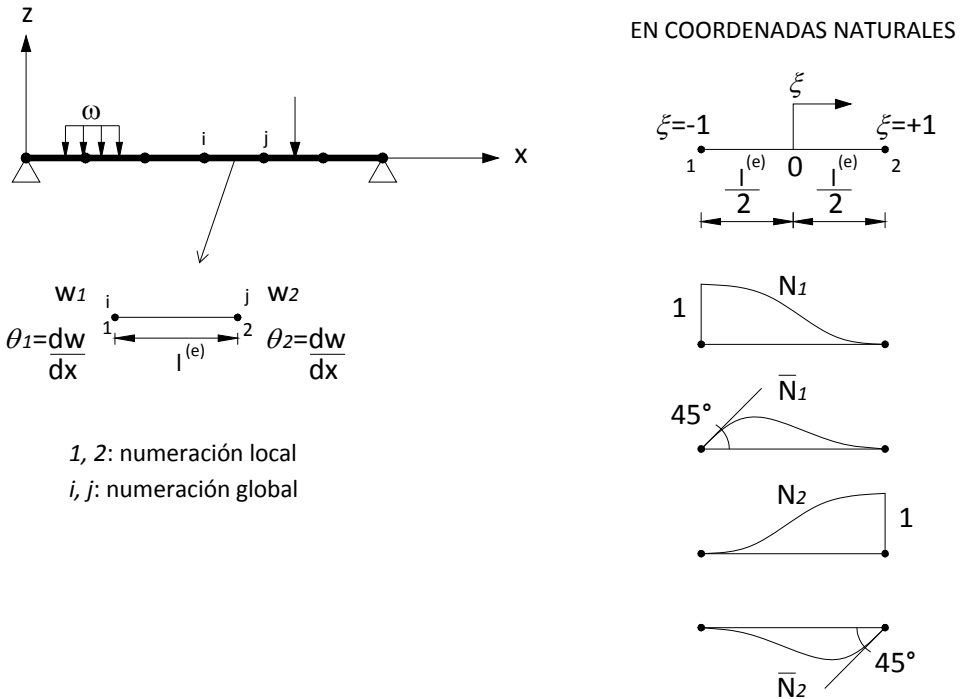 z
EN COORDENADAS NATURALES
ω
i
j
x
ξ
ξ=-1
ξ=+1
1
0
2
l(e)
2
l(e)
2
w1
i
j
w2
θ1=dw
dx
1
2
l(e)
θ2=dw
dx
1, 2: numeración local
i, j: numeración global
N1
1
N̅1
45°
N2
1
45°
N̅2